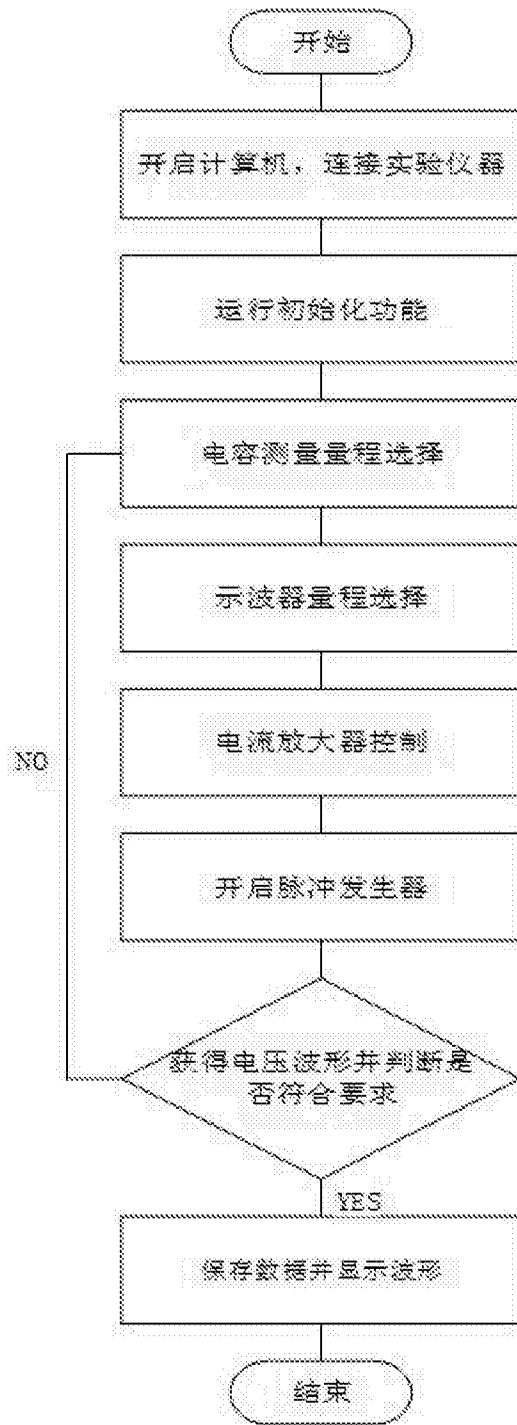 开始
开启计算机，连接实验仪器
运行初始化功能
电容测量量程选择
示波器量程选择
电流放大器控制
NO
开启脉冲发生器
获得电压波形并判断是
否符合要求
YES
保存数据并显示波形
结束